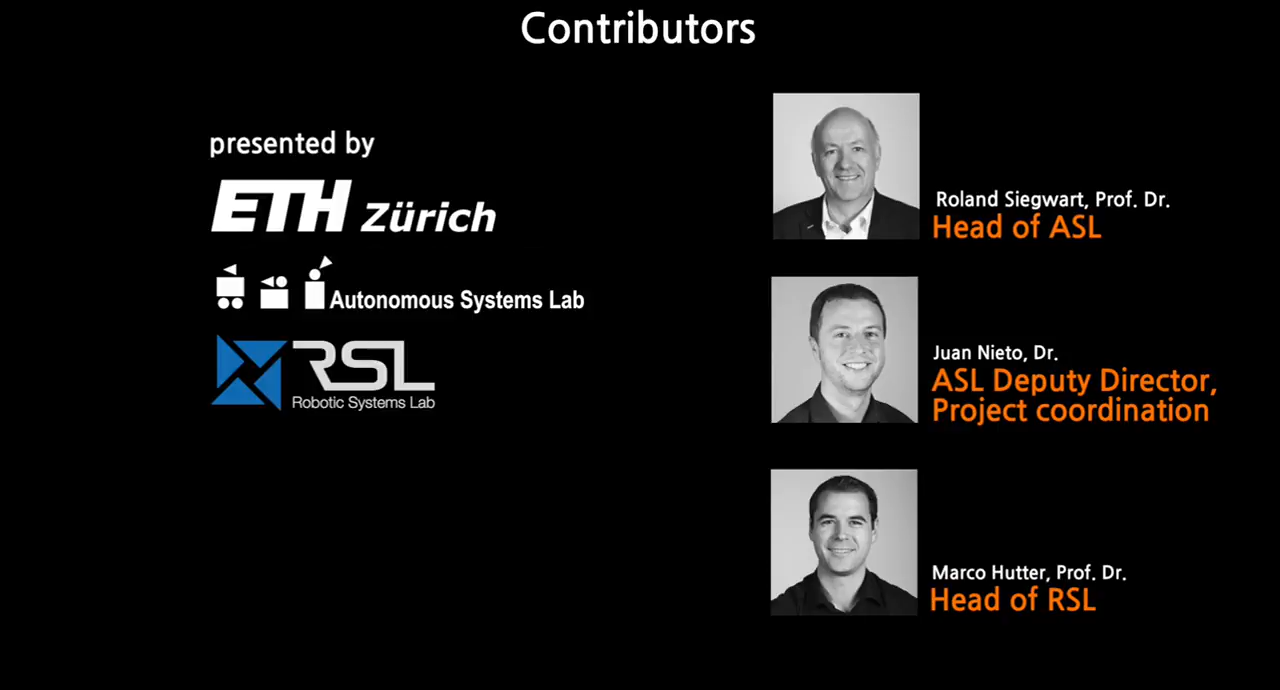 Contributors
presented by
ETH Zürich
Autonomous Systems Lab
RSL
Robotic Systems Lab
Roland Siegwart, Prof. Dr.
Head of ASL
Juan Nieto, Dr.
ASL Deputy Director,
Project coordination
Marco Hutter, Prof. Dr.
Head of RSL